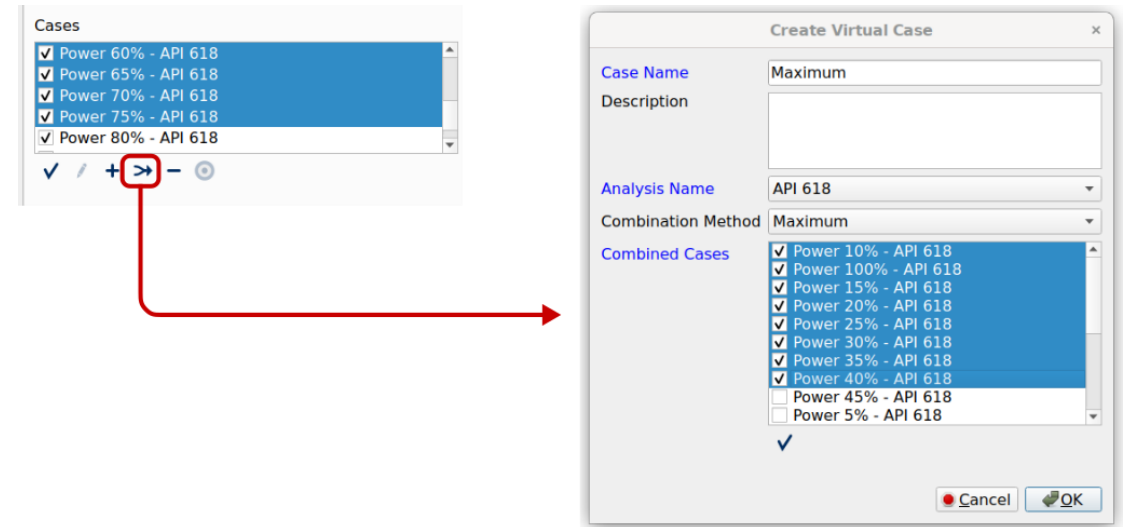 Cases
Power 60% - API 618
Power 65% - API 618
Power 70% - API 618
Power 75% - API 618
Power 80% - API 618
Create Virtual Case
Case Name
Maximum
Description
Analysis Name
API 618
Combination Method
Maximum
Combined Cases
Power 10% - API 618
Power 100% - API 618
Power 15% - API 618
Power 20% - API 618
Power 25% - API 618
Power 30% - API 618
Power 35% - API 618
Power 40% - API 618
Power 45% - API 618
Power 5% - API 618
Cancel
OK